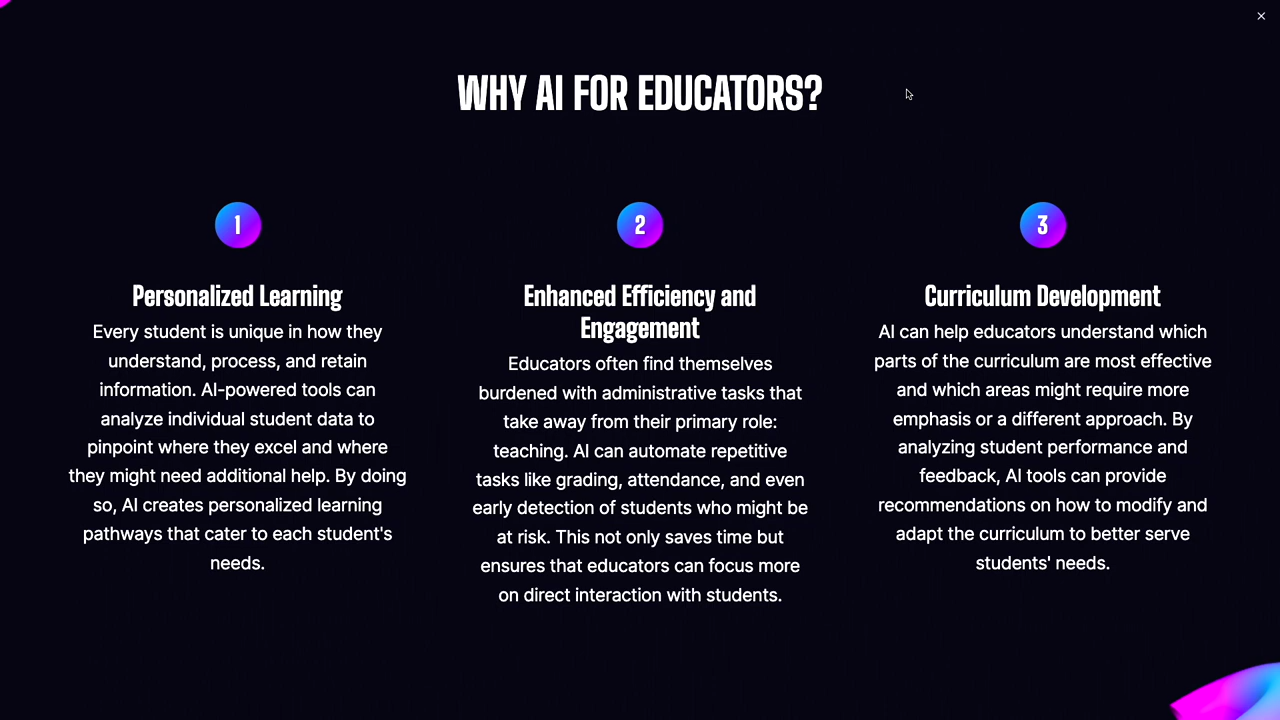 WHY AI FOR EDUCATORS?
1
Personalized Learning
Every student is unique in how they
understand, process, and retain
information. AI-powered tools can
analyze individual student data to
pinpoint where they excel and where
they might need additional help. By doing
so, AI creates personalized learning
pathways that cater to each student's
needs.
2
Enhanced Efficiency and
Engagement
Educators often find themselves
burdened with administrative tasks that
take away from their primary role:
teaching. AI can automate repetitive
tasks like grading, attendance, and even
early detection of students who might be
at risk. This not only saves time but
ensures that educators can focus more
on direct interaction with students.
3
Curriculum Development
AI can help educators understand which
parts of the curriculum are most effective
and which areas might require more
emphasis or a different approach. By
analyzing student performance and
feedback, AI tools can provide
recommendations on how to modify and
adapt the curriculum to better serve
students' needs.